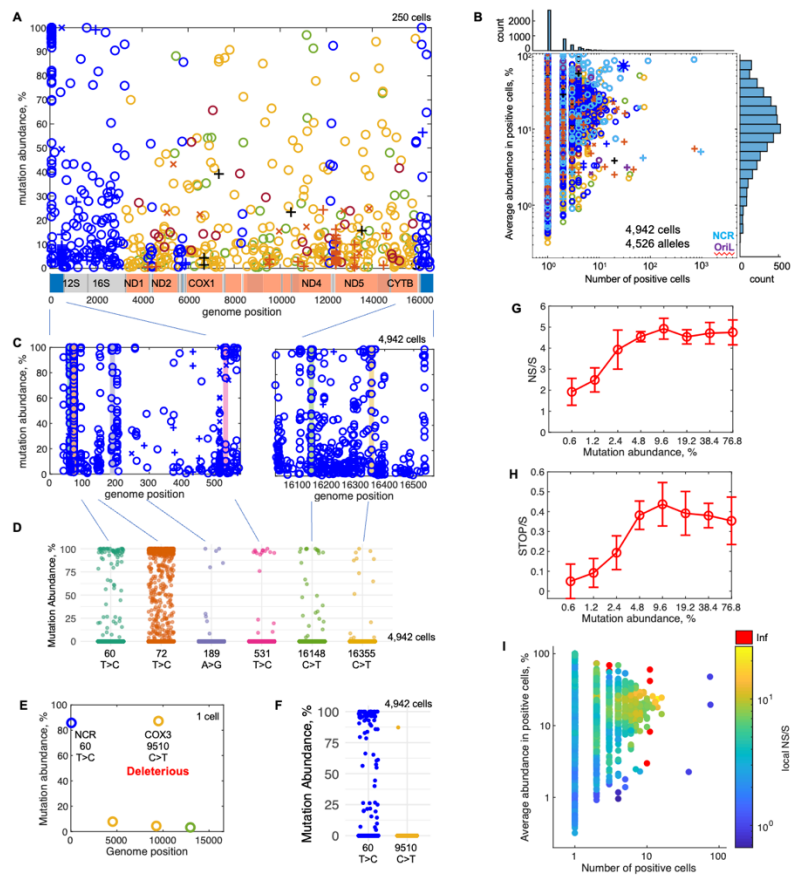 A
250 cells
mutation abundance, %
100
90
80
70
60
50
40
30
20
10
0
12S 16S ND1 ND2 COX1 ND4 ND5 CYTB
0 2000 4000 6000 8000 10000 12000 14000 16000
genome position
B
count
2000
1000
0
Average abundance in positive cells, %
10²
10¹
10⁰
4,942 cells
4,526 alleles
NCR
OriL
10⁰ 10¹ 10² 10³
Number of positive cells
0 500
count
C
4,942 cells
mutation abundance, %
100
80
60
40
20
0
0 100 200 300 400 500
genome position
16100 16200 16300 16400 16500
genome position
D
Mutation Abundance, %
100
75
50
25
0
4,942 cells
60 72 189 531 16148 16355
T>C T>C A>G T>C C>T C>T
E
1 cell
Mutation abundance, %
80
60
40
20
0
NCR COX3
60 9510
T>C C>T
Deleterious
0 5000 10000 15000
Genome position
F
4,942 cells
Mutation Abundance, %
100
75
50
25
0
60 9510
T>C C>T
G
NS/S
5
4
3
2
1
0
0.6 1.2 2.4 4.8 9.6 19.2 38.4 76.8
Mutation abundance, %
H
STOP/S
0.6
0.5
0.4
0.3
0.2
0.1
0
0.6 1.2 2.4 4.8 9.6 19.2 38.4 76.8
Mutation abundance, %
I
Average abundance in positive cells, %
100
10
1
1 10 100
Number of positive cells
Inf
10¹
10⁰
local NS/S